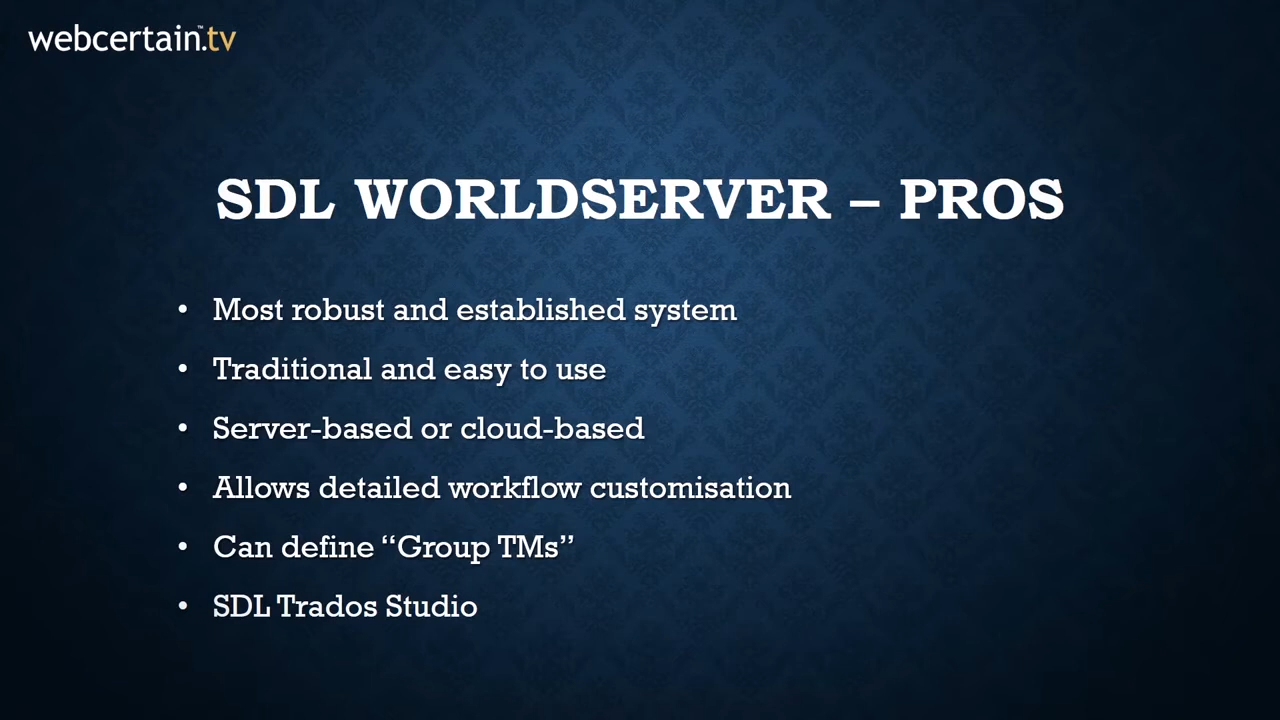 webcertain™.tv
SDL WORLDSERVER – PROS
• Most robust and established system
• Traditional and easy to use
• Server-based or cloud-based
• Allows detailed workflow customisation
• Can define “Group TMs”
• SDL Trados Studio